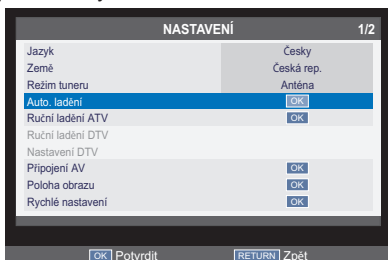 NASTAVENÍ 1/2
Jazyk Česky
Země Česká rep.
Režim tuneru Anténa
Auto. ladění OK
Ruční ladění ATV OK
Ruční ladění DTV
Nastavení DTV
Připojení AV OK
Poloha obrazu OK
Rychlé nastavení OK
OK Potvrdit RETURN Zpět